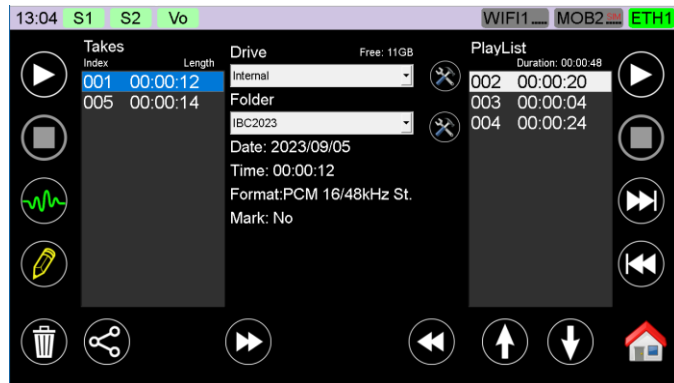 13:04 S1 S2 Vo WIFI1 MOB2 SIM ETH1
Takes
Index Length
001 00:00:12
005 00:00:14
Drive Free: 11GB
Internal
Folder
IBC2023
Date: 2023/09/05
Time: 00:00:12
Format:PCM 16/48kHz St.
Mark: No
PlayList
Duration: 00:00:48
002 00:00:20
003 00:00:04
004 00:00:24